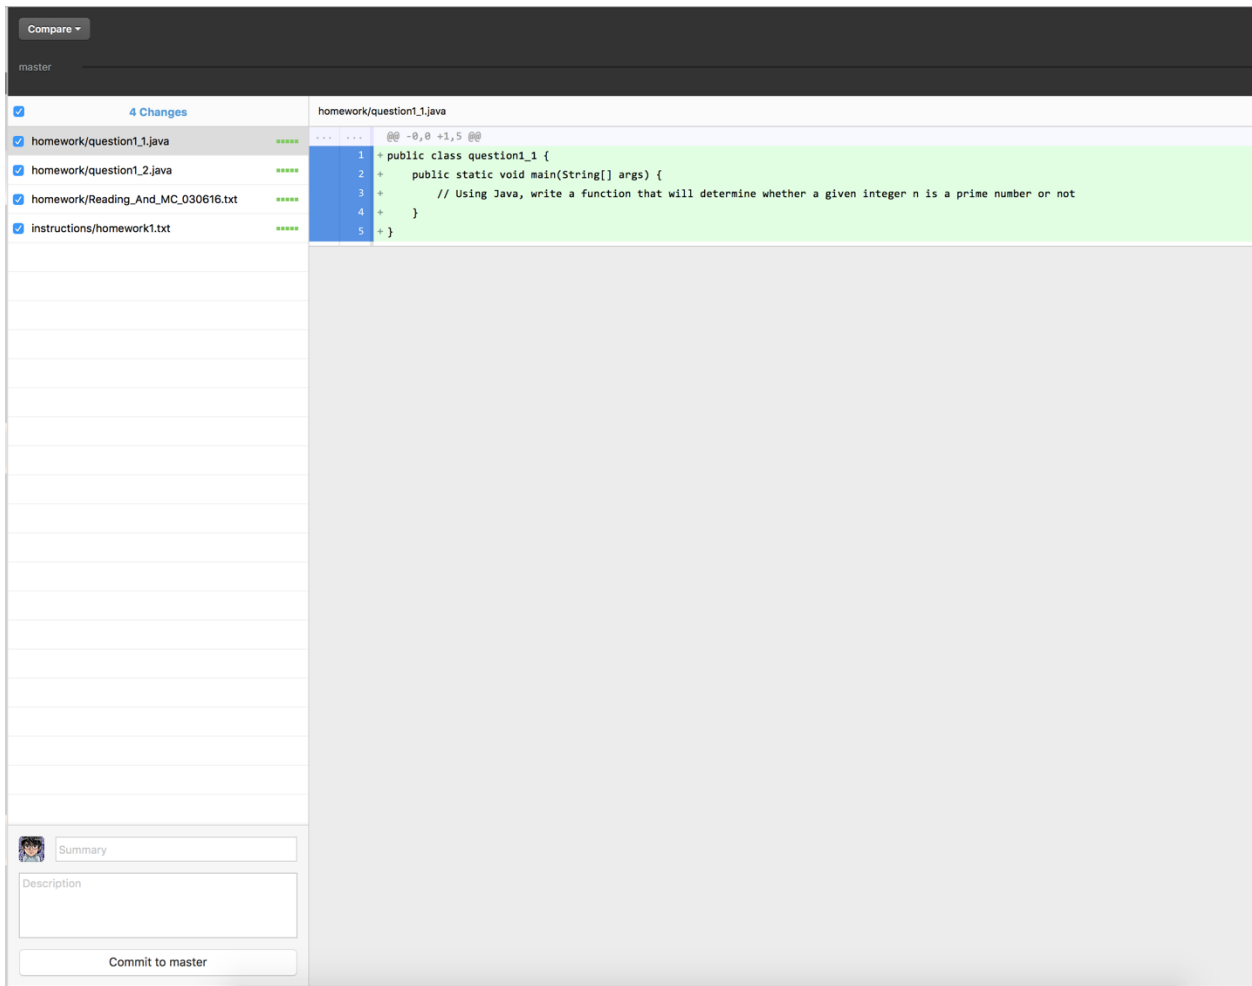 Compare
master
4 Changes
homework/question1_1.java
homework/question1_2.java
homework/Reading_And_MC_030616.txt
instructions/homework1.txt
homework/question1_1.java
... ... @@ -0,0 +1,5 @@
1 +public class question1_1 {
2 +    public static void main(String[] args) {
3 +        // Using Java, write a function that will determine whether a given integer n is a prime number or not
4 +    }
5 +}
Summary
Description
Commit to master